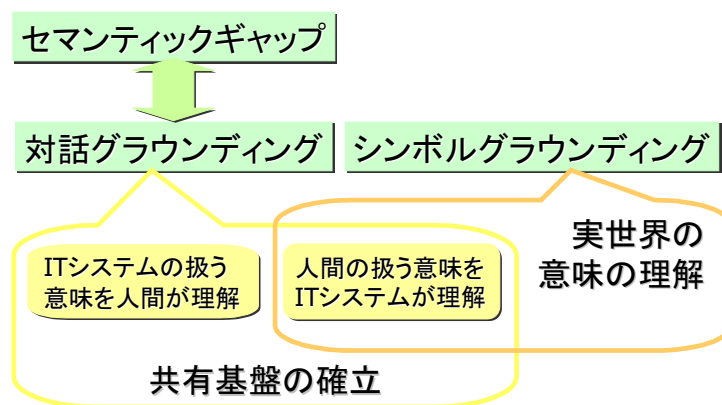 セマンティックギャップ
対話グラウンディング
シンボルグラウンディング
ITシステムの扱う
意味を人間が理解
人間の扱う意味を
ITシステムが理解
実世界の
意味の理解
共有基盤の確立